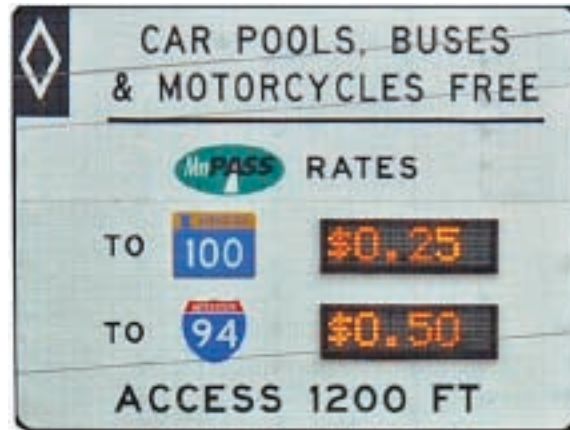 CAR POOLS, BUSES
& MOTORCYCLES FREE
MnPASS RATES
TO 100 $0.25
TO 94 $0.50
ACCESS 1200 FT